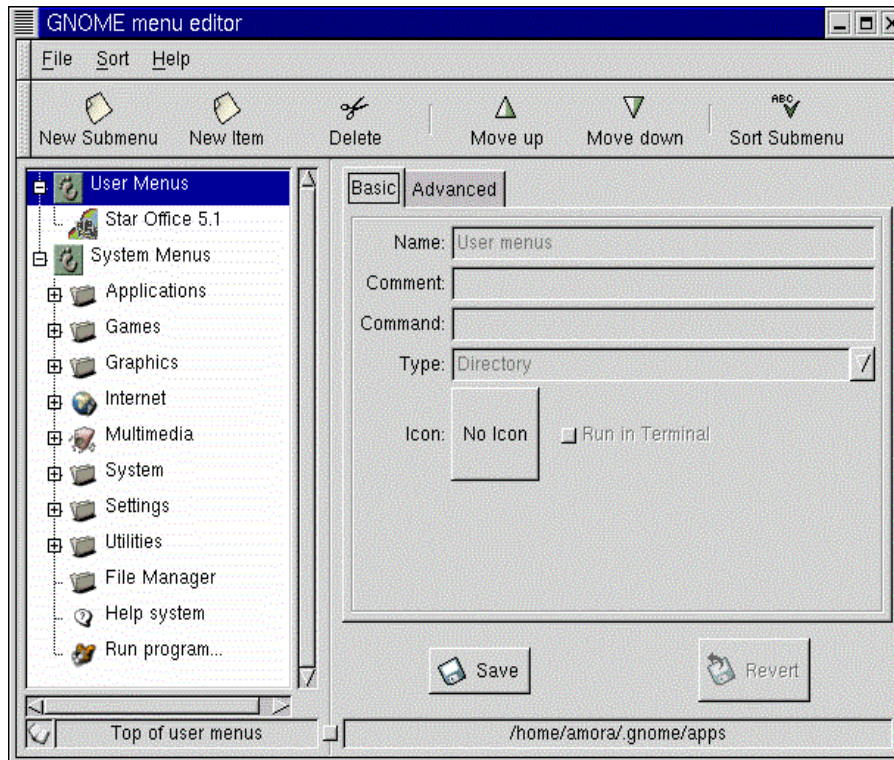 GNOME menu editor
File Sort Help
ABC
New Submenu New Item Delete Move up Move down Sort Submenu
User Menus
Star Office 5.1
System Menus
Applications
Games
Graphics
Internet
Multimedia
System
Settings
Utilities
File Manager
Help system
Run program...
Basic Advanced
Name: User menus
Comment:
Command:
Type: Directory
Icon: No Icon Run in Terminal
Save Revert
Top of user menus /home/amora/.gnome/apps